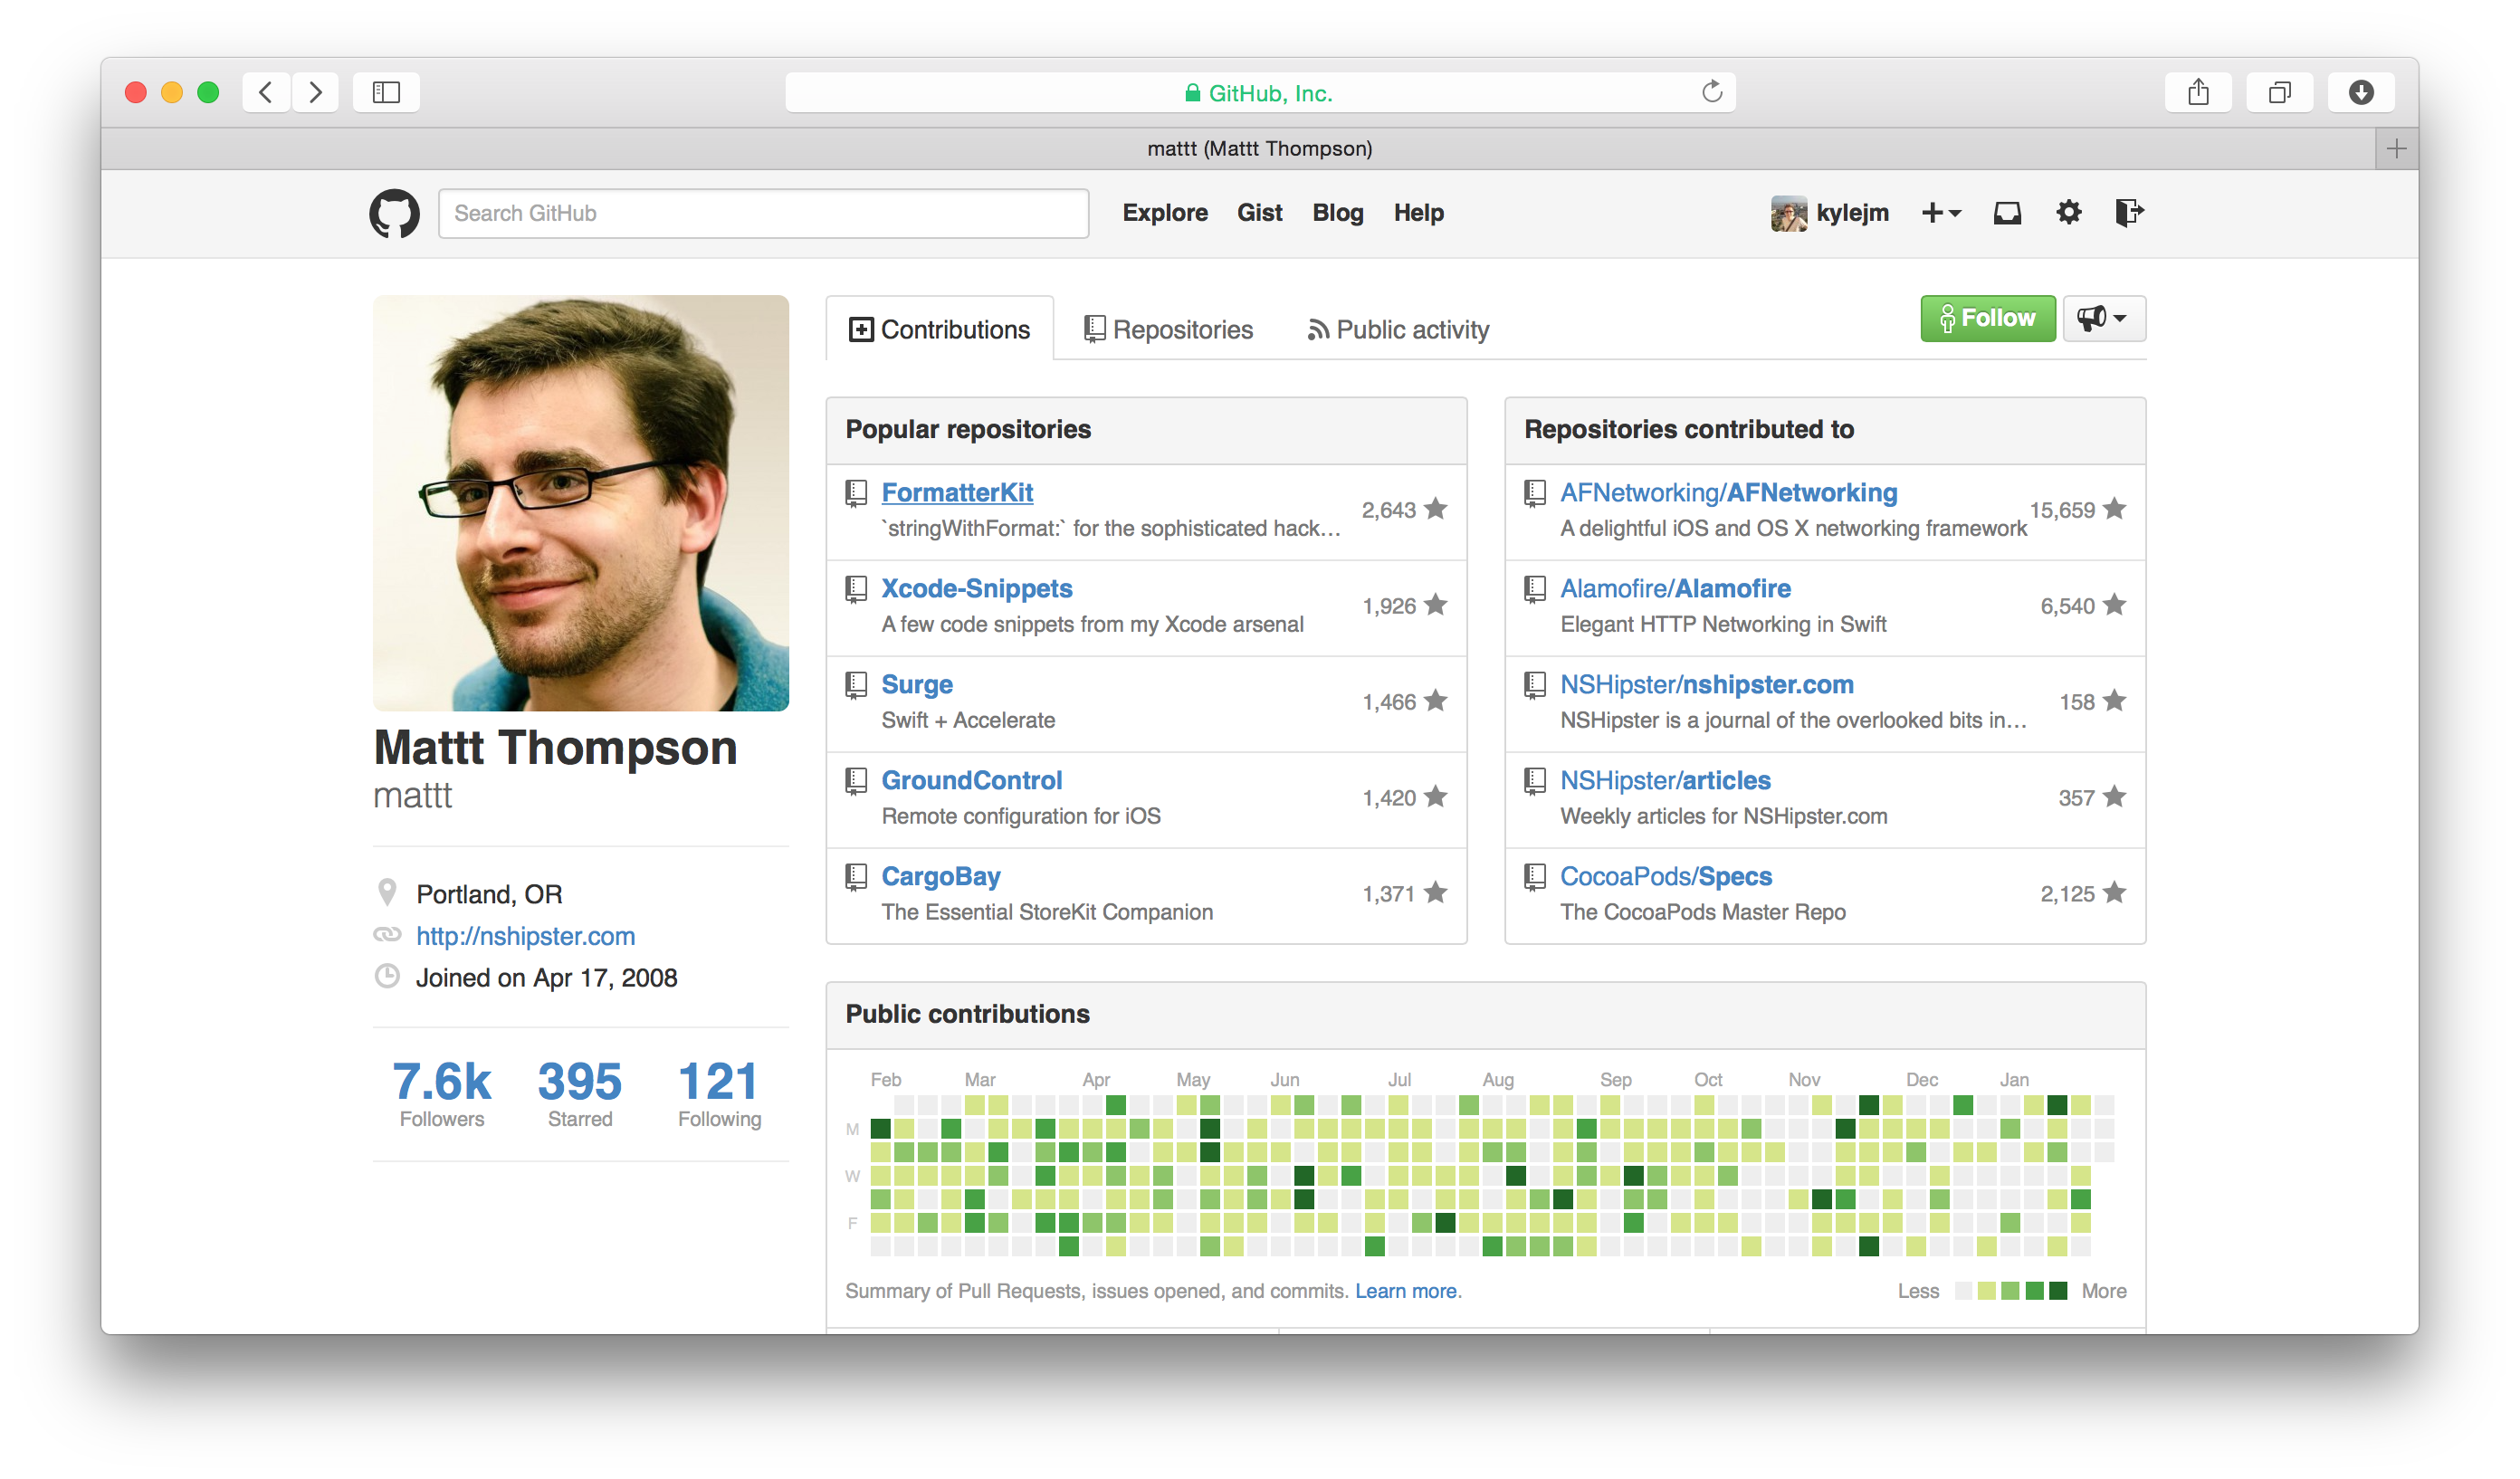 GitHub, Inc.
mattt (Mattt Thompson)
Search GitHub
Explore Gist Blog Help
kylejm
Contributions Repositories Public activity
Follow
Mattt Thompson
mattt
Portland, OR
http://nshipster.com
Joined on Apr 17, 2008
7.6k 395 121
Followers Starred Following
Popular repositories
FormatterKit
`stringWithFormat:` for the sophisticated hack…
2,643
Xcode-Snippets
A few code snippets from my Xcode arsenal
1,926
Surge
Swift + Accelerate
1,466
GroundControl
Remote configuration for iOS
1,420
CargoBay
The Essential StoreKit Companion
1,371
Repositories contributed to
AFNetworking/AFNetworking
A delightful iOS and OS X networking framework
15,659
Alamofire/Alamofire
Elegant HTTP Networking in Swift
6,540
NSHipster/nshipster.com
NSHipster is a journal of the overlooked bits in…
158
NSHipster/articles
Weekly articles for NSHipster.com
357
CocoaPods/Specs
The CocoaPods Master Repo
2,125
Public contributions
Feb Mar Apr May Jun Jul Aug Sep Oct Nov Dec Jan
M
W
F
Summary of Pull Requests, issues opened, and commits. Learn more.
Less More